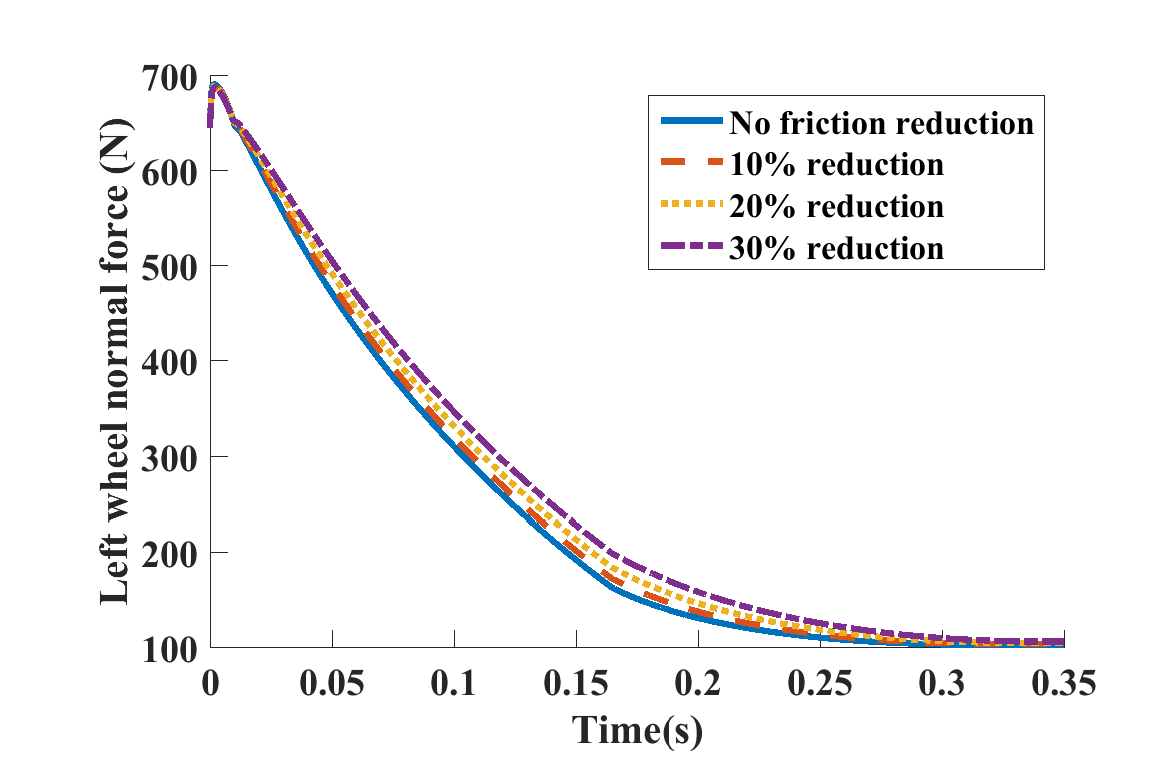 700
600
500
400
300
200
100
Left wheel normal force (N)
No friction reduction
10% reduction
20% reduction
30% reduction
0 0.05 0.1 0.15 0.2 0.25 0.3 0.35
Time(s)